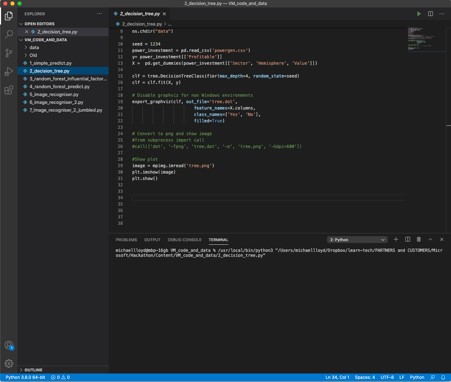 2_decision_tree.py — VM_code_and_data
EXPLORER
OPEN EDITORS
2_decision_tree.py
VM_CODE_AND_DATA
data
Old
1_simple_predict.py
2_decision_tree.py
3_random_forest_influential_factor...
4_random_forest_predict.py
5_image_recogniser.py
6_image_recogniser_2.py
7_image_recogniser_2_jumbled.py
OUTLINE
2_decision_tree.py
2_decision_tree.py > ...
8 os.chdir("data")
9
10 seed = 1234
11 power_investment = pd.read_csv('powergen.csv')
12 y= power_investment[['Profitable']]
13 X = pd.get_dummies(power_investment[['Sector', 'Hemisphere', 'Value']])
14
15 clf = tree.DecisionTreeClassifier(max_depth=4, random_state=seed)
16 clf = clf.fit(X, y)
17
18 # Disable graphviz for non Windows environments
19 export_graphviz(clf, out_file='tree.dot',
20 feature_names=X.columns,
21 class_names=['Yes', 'No'],
22 filled=True)
23
24 # Convert to png and show image
25 #from subprocess import call
26 #call(['dot', '-Tpng', 'tree.dot', '-o', 'tree.png', '-Gdpi=600'])
27
28 #Show plot
29 image = mpimg.imread('tree.png')
30 plt.imshow(image)
31 plt.show()
32
33
34
35
36
37
38
PROBLEMS OUTPUT DEBUG CONSOLE TERMINAL 2: Python
michaellloyd@mbp-16gb VM_code_and_data % /usr/local/bin/python3 "/Users/michaellloyd/Dropbox/learn-tech/PARTNERS and CUSTOMERS/Micr
osoft/Hackathon/Content/VM_code_and_data/2_decision_tree.py"
Python 3.8.0 64-bit 0 0 Ln 34, Col 1 Spaces: 4 UTF-8 LF Python